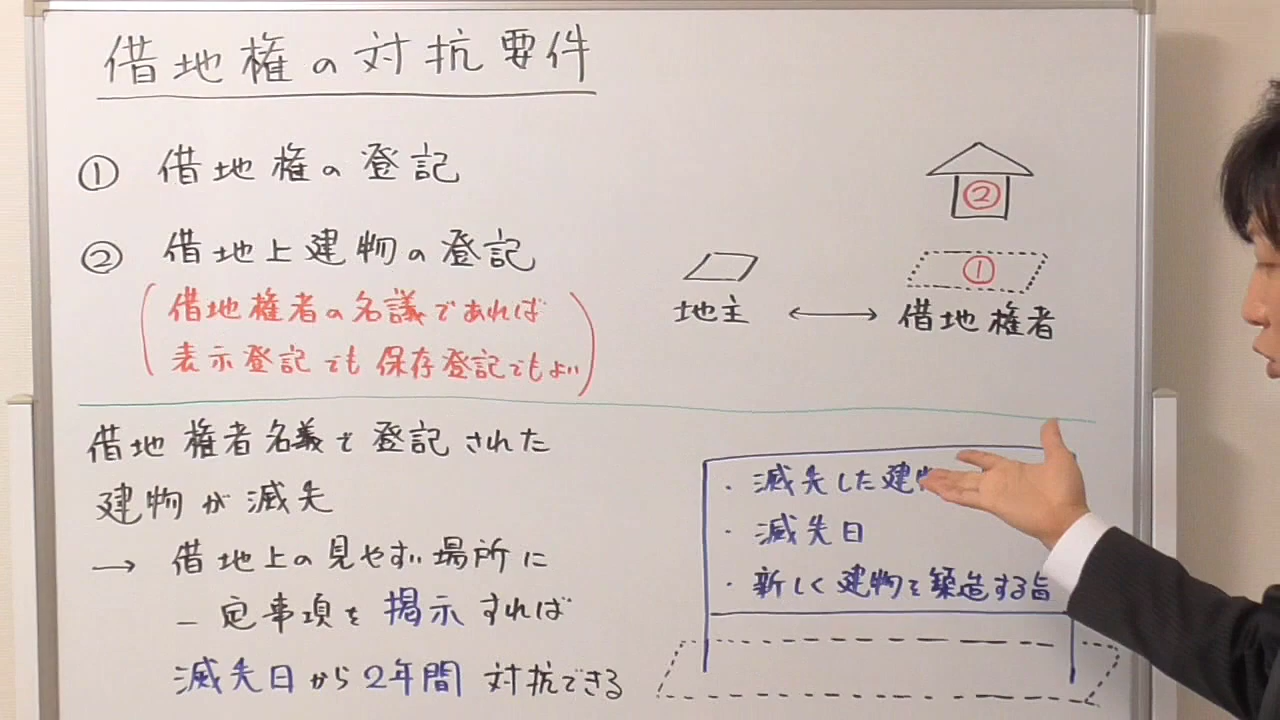 借地権の対抗要件
① 借地権の登記
② 借地上建物の登記
(借地権者の名義であれば
表示登記でも保存登記でもよい)
②
①
地主 ⟷ 借地権者
借地権者名義で登記された
建物が滅失
→ 借地上の見やすい場所に
一定事項を掲示すれば
滅失日から2年間 対抗できる
・滅失した建
・滅失日
・新しく建物を築造する旨